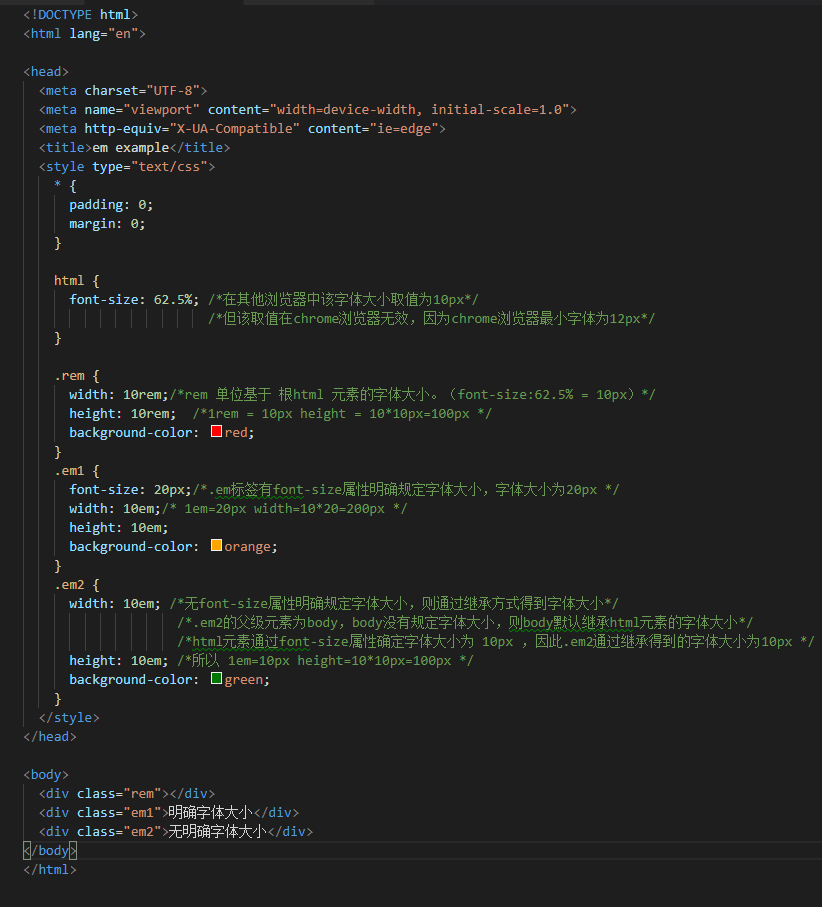 <!DOCTYPE html>
<html lang="en">
<head>
<meta charset="UTF-8">
<meta name="viewport" content="width=device-width, initial-scale=1.0">
<meta http-equiv="X-UA-Compatible" content="ie=edge">
<title>em example</title>
<style type="text/css">
* {
padding: 0;
margin: 0;
}
html {
font-size: 62.5%; /*在其他浏览器中该字体大小取值为10px*/
/*但该取值在chrome浏览器无效，因为chrome浏览器最小字体为12px*/
}
.rem {
width: 10rem;/*rem 单位基于 根html 元素的字体大小。（font-size:62.5% = 10px）*/
height: 10rem;  /*1rem = 10px height = 10*10px=100px */
background-color: red;
}
.em1 {
font-size: 20px;/*.em标签有font-size属性明确规定字体大小，字体大小为20px */
width: 10em;/* 1em=20px width=10*20=200px */
height: 10em;
background-color: orange;
}
.em2 {
width: 10em; /*无font-size属性明确规定字体大小，则通过继承方式得到字体大小*/
/*.em2的父级元素为body，body没有规定字体大小，则body默认继承html元素的字体大小*/
/*html元素通过font-size属性确定字体大小为 10px ，因此.em2通过继承得到的字体大小为10px */
height: 10em; /*所以 1em=10px height=10*10px=100px */
background-color: green;
}
</style>
</head>
<body>
<div class="rem"></div>
<div class="em1">明确字体大小</div>
<div class="em2">无明确字体大小</div>
</body>
</html>